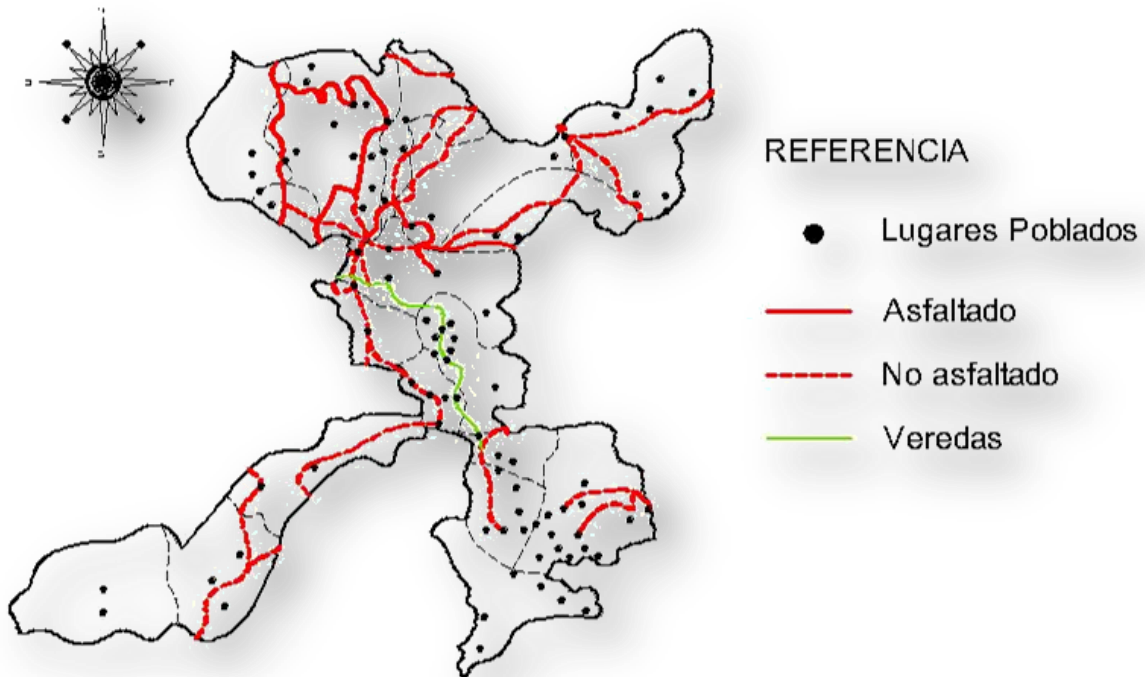 REFERENCIA
Lugares Poblados
Asfaltado
No asfaltado
Veredas